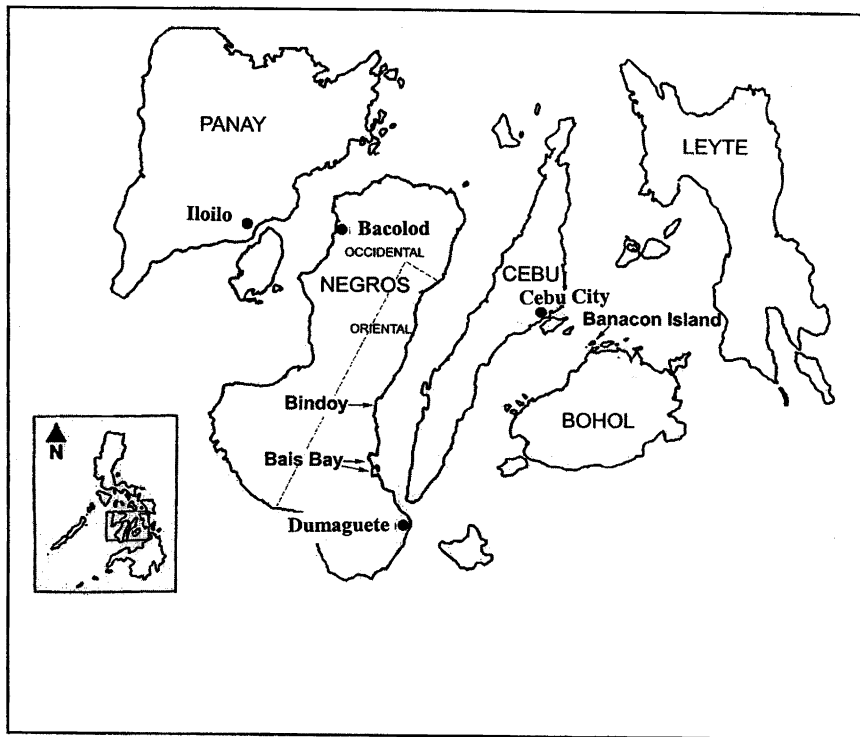 PANAY
LEYTE
Iloilo
Bacolod
OCCIDENTAL
NEGROS
CEBU
Cebu City
Banacon Island
ORIENTAL
Bindoy
BOHOL
N
Bais Bay
Dumaguete